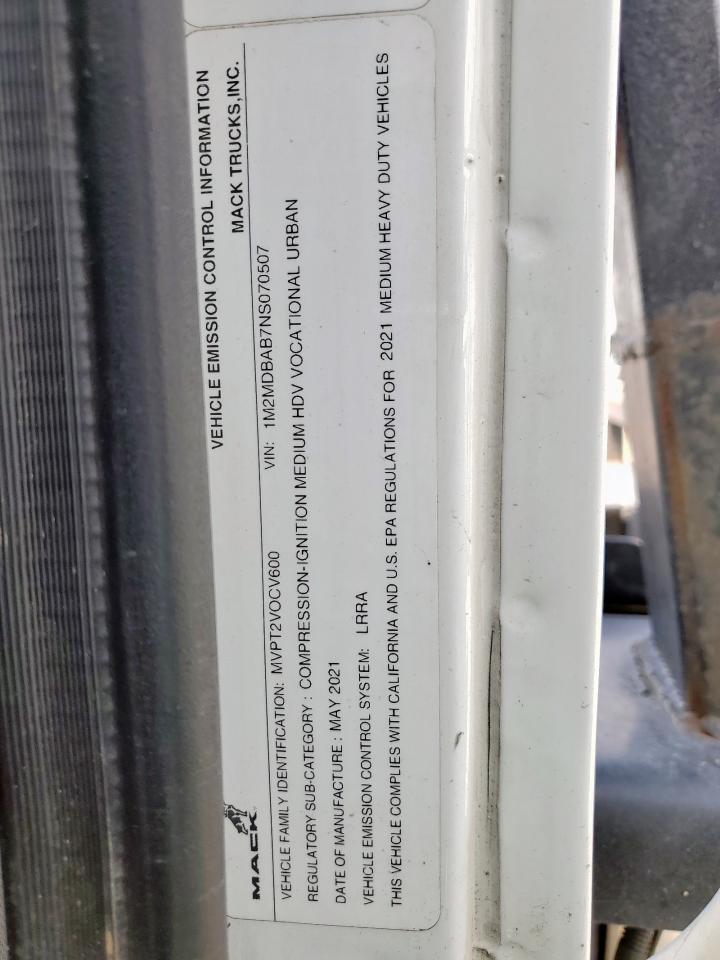 VEHICLE EMISSION CONTROL INFORMATION
MACK MACK TRUCKS,INC.
VEHICLE FAMILY IDENTIFICATION: MVPT2VOCV600 VIN: 1M2MDBAB7NS070507
REGULATORY SUB-CATEGORY : COMPRESSION-IGNITION MEDIUM HDV VOCATIONAL URBAN
DATE OF MANUFACTURE : MAY 2021
VEHICLE EMISSION CONTROL SYSTEM: LRRA
THIS VEHICLE COMPLIES WITH CALIFORNIA AND U.S. EPA REGULATIONS FOR 2021 MEDIUM HEAVY DUTY VEHICLES